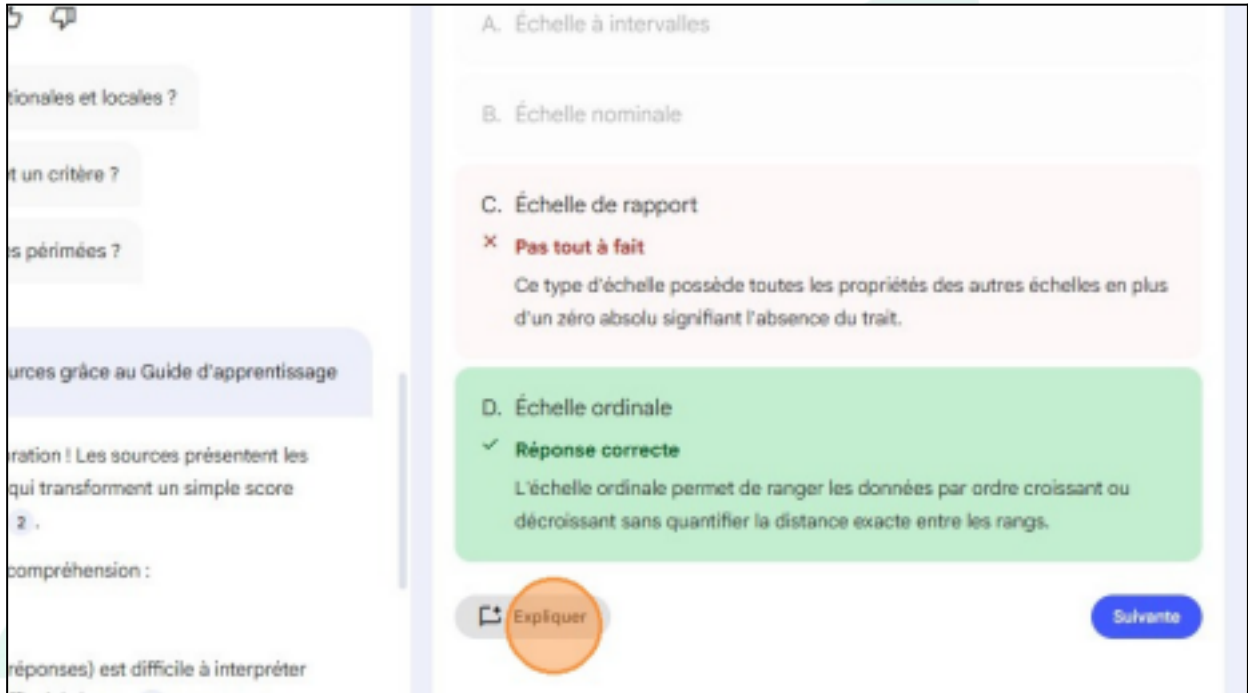 tionales et locales ?
t un critère ?
s périmées ?
urces grâce au Guide d'apprentissage
ration ! Les sources présentent les
qui transforment un simple score
2 .
compréhension :
réponses) est difficile à interpréter
A. Échelle à intervalles
B. Échelle nominale
C. Échelle de rapport
Pas tout à fait
Ce type d'échelle possède toutes les propriétés des autres échelles en plus
d'un zéro absolu signifiant l'absence du trait.
D. Échelle ordinale
Réponse correcte
L'échelle ordinale permet de ranger les données par ordre croissant ou
décroissant sans quantifier la distance exacte entre les rangs.
Expliquer
Suivante